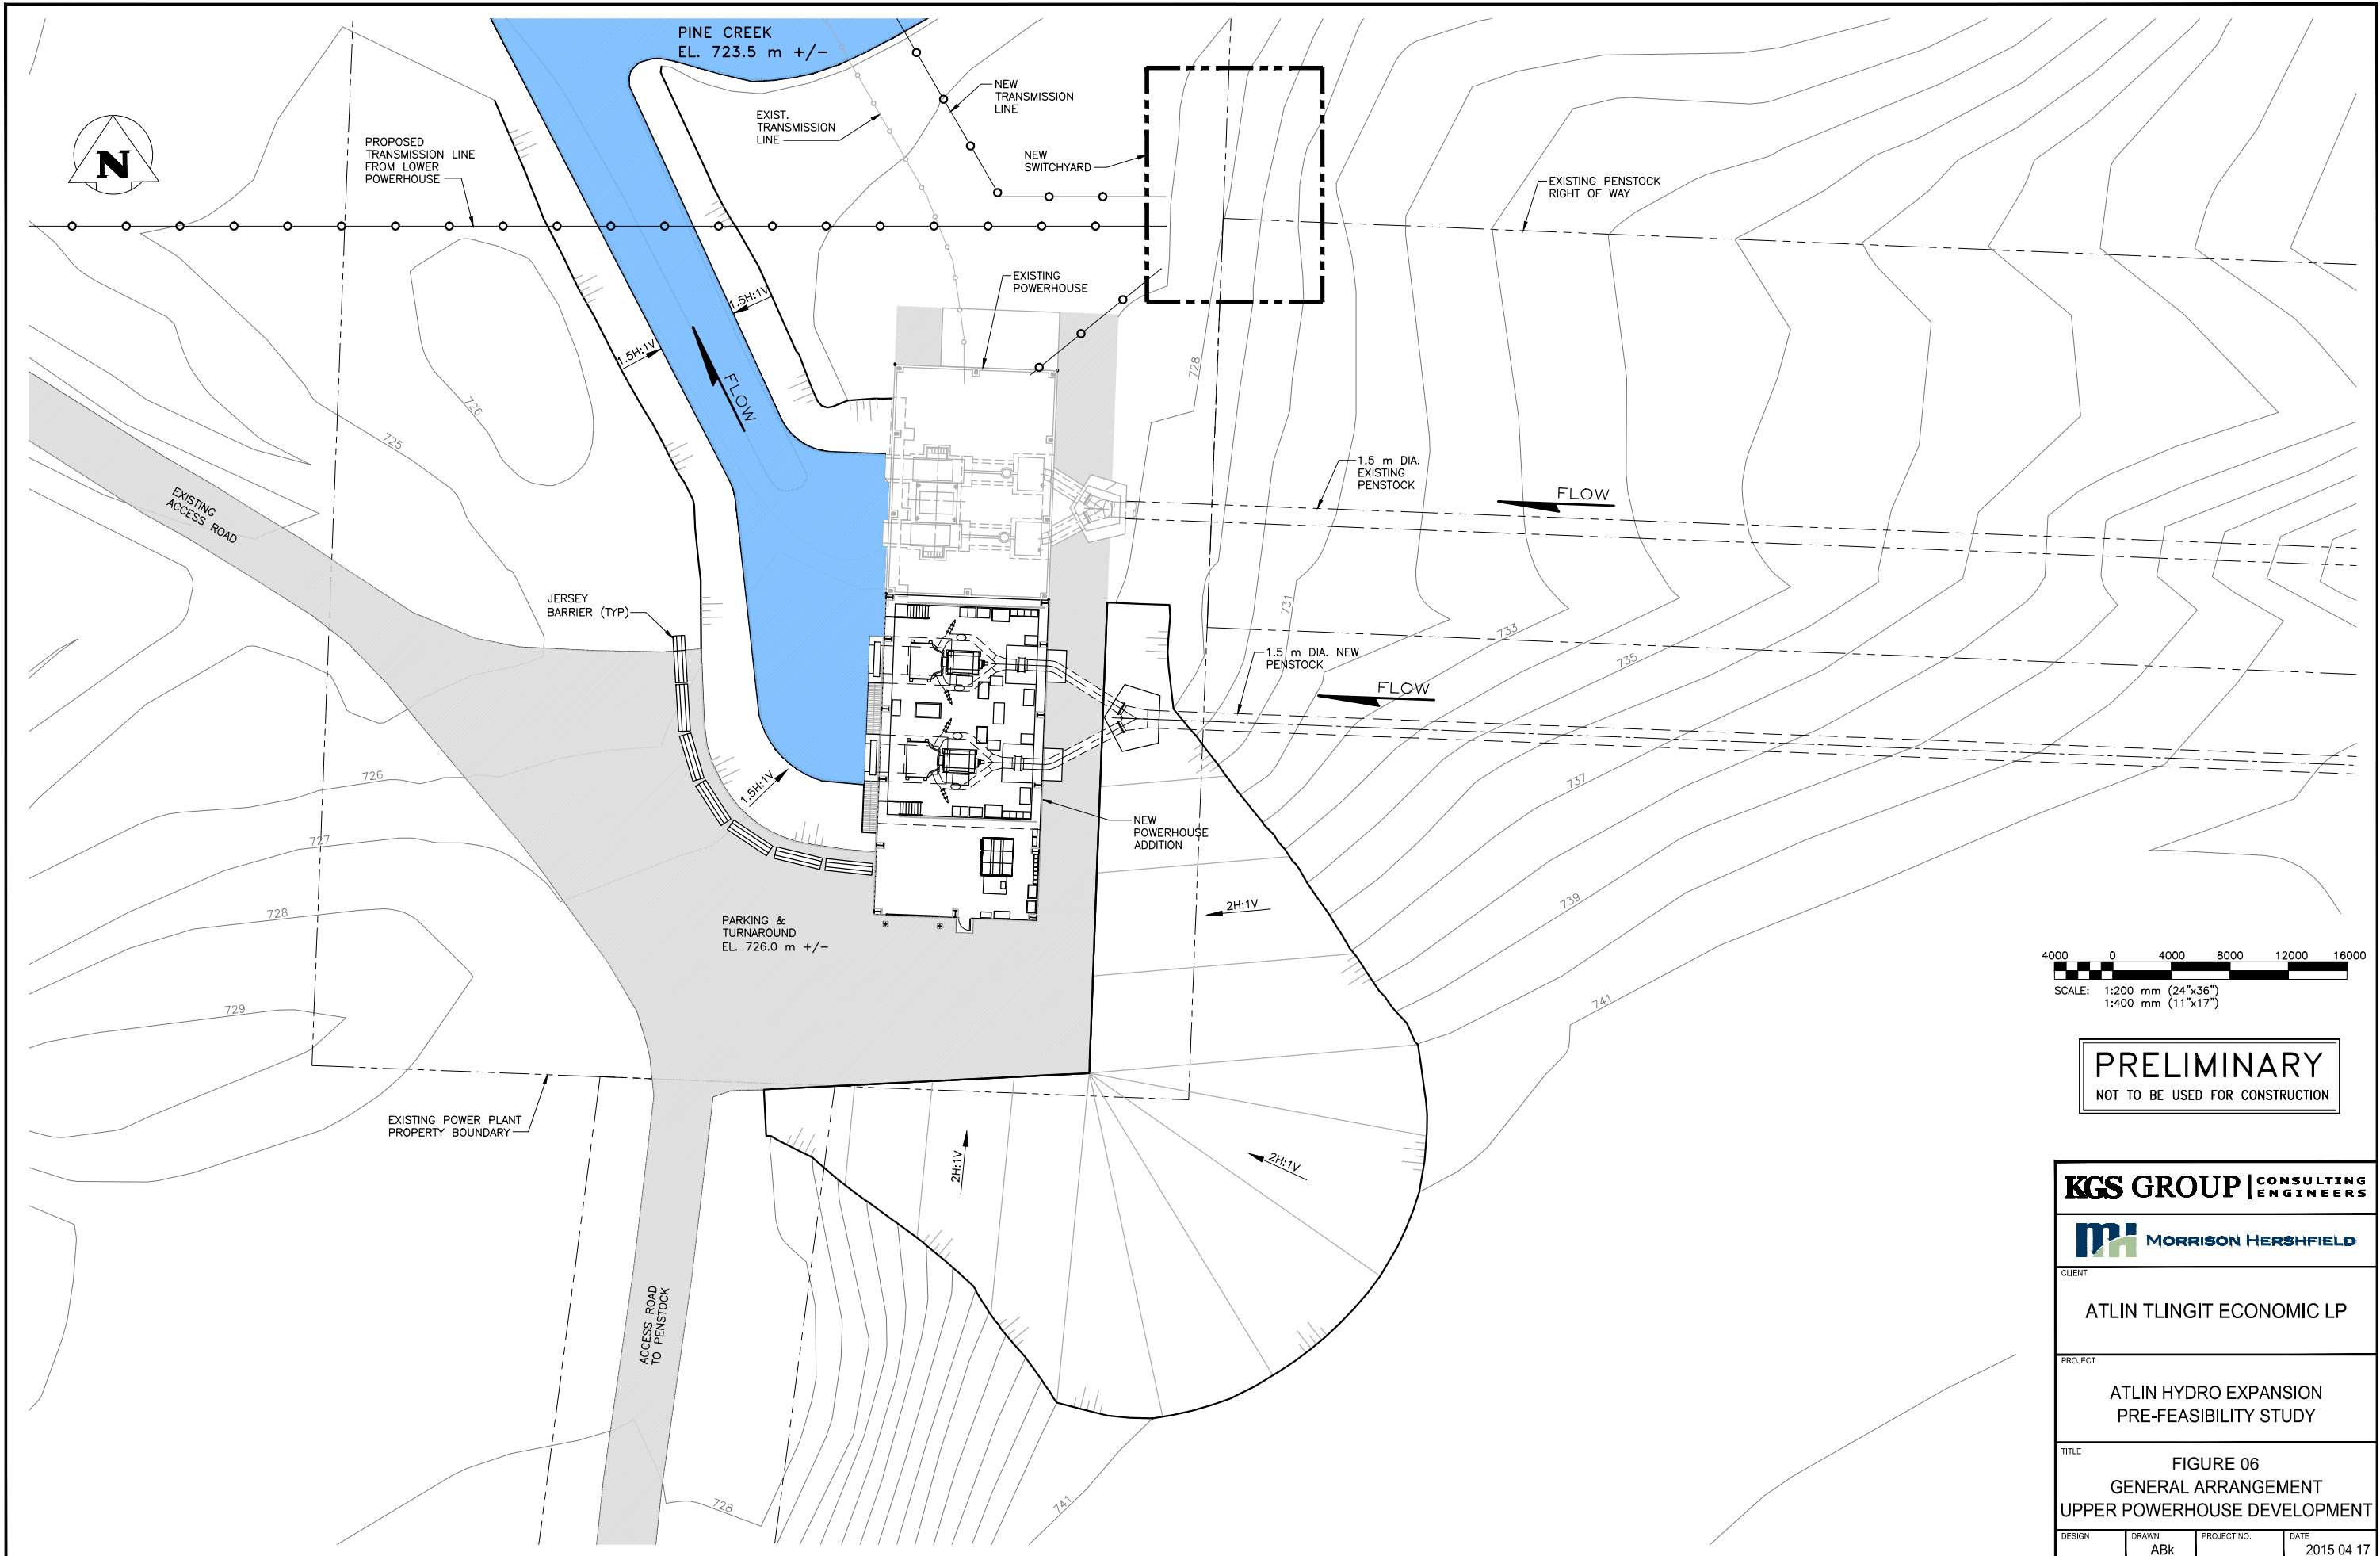 PINE CREEK
EL. 723.5 m +/-
NEW
TRANSMISSION
LINE
EXIST.
TRANSMISSION
LINE
N
PROPOSED
TRANSMISSION LINE
FROM LOWER
POWERHOUSE
NEW
SWITCHYARD
EXISTING PENSTOCK
RIGHT OF WAY
EXISTING
POWERHOUSE
1.5H:1V
1.5H:1V
FLOW
728
726
725
EXISTING
ACCESS ROAD
1.5 m DIA.
EXISTING
PENSTOCK
FLOW
JERSEY
BARRIER (TYP)
731
733
735
1.5 m DIA. NEW
PENSTOCK
FLOW
726
1.5H:1V
737
727
NEW
POWERHOUSE
ADDITION
728
739
2H:1V
PARKING &
TURNAROUND
EL. 726.0 m +/-
729
741
4000 0 4000 8000 12000 16000
SCALE: 1:200 mm (24"x36")
1:400 mm (11"x17")
PRELIMINARY
NOT TO BE USED FOR CONSTRUCTION
EXISTING POWER PLANT
PROPERTY BOUNDARY
2H:1V
2H:1V
ACCESS ROAD
TO PENSTOCK
728
741
KGS GROUP | CONSULTING
ENGINEERS
MORRISON HERSHFIELD
CLIENT
ATLIN TLINGIT ECONOMIC LP
PROJECT
ATLIN HYDRO EXPANSION
PRE-FEASIBILITY STUDY
TITLE
FIGURE 06
GENERAL ARRANGEMENT
UPPER POWERHOUSE DEVELOPMENT
DESIGN DRAWN PROJECT NO. DATE
ABk 2015 04 17